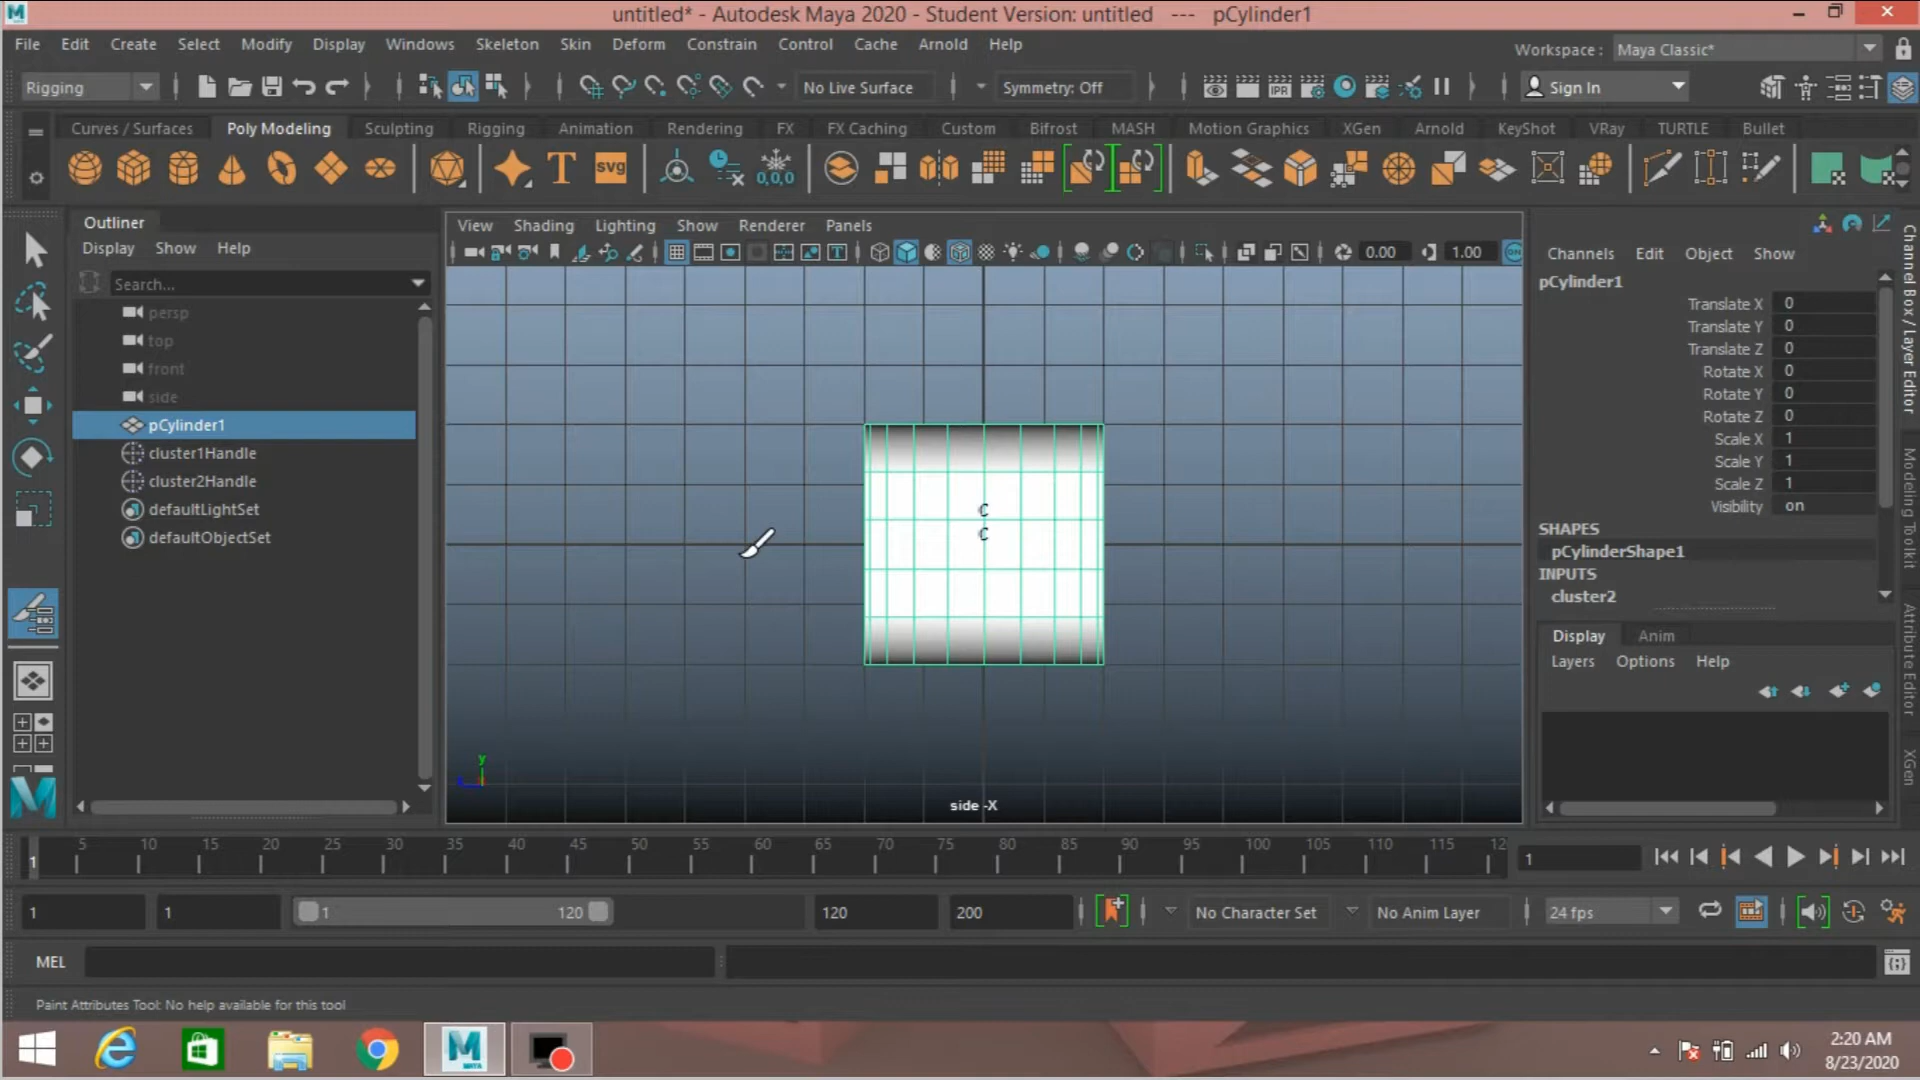 untitled* - Autodesk Maya 2020 - Student Version: untitled --- pCylinder1
File Edit Create Select Modify Display Windows Skeleton Skin Deform Constrain Control Cache Arnold Help
Workspace : Maya Classic*
Rigging No Live Surface Symmetry: Off IPR Sign In
Curves / Surfaces Poly Modeling Sculpting Rigging Animation Rendering FX FX Caching Custom Bifrost MASH Motion Graphics XGen Arnold KeyShot VRay TURTLE Bullet
T svg 0,0,0
Outliner
Display Show Help
Search...
persp
top
front
side
pCylinder1
cluster1Handle
cluster2Handle
defaultLightSet
defaultObjectSet
View Shading Lighting Show Renderer Panels
0.00 1.00 ON
C
C
y
side -X
Channels Edit Object Show
pCylinder1
Translate X 0
Translate Y 0
Translate Z 0
Rotate X 0
Rotate Y 0
Rotate Z 0
Scale X 1
Scale Y 1
Scale Z 1
Visibility on
SHAPES
pCylinderShape1
INPUTS
cluster2
Display Anim
Layers Options Help
Channel Box / Layer Editor
Modeling Toolkit
Attribute Editor
XGen
1 5 10 15 20 25 30 35 40 45 50 55 60 65 70 75 80 85 90 95 100 105 110 115 12
1
1 1 1 120 120 200 No Character Set No Anim Layer 24 fps
MEL
Paint Attributes Tool: No help available for this tool
MAYA
2:20 AM
8/23/2020